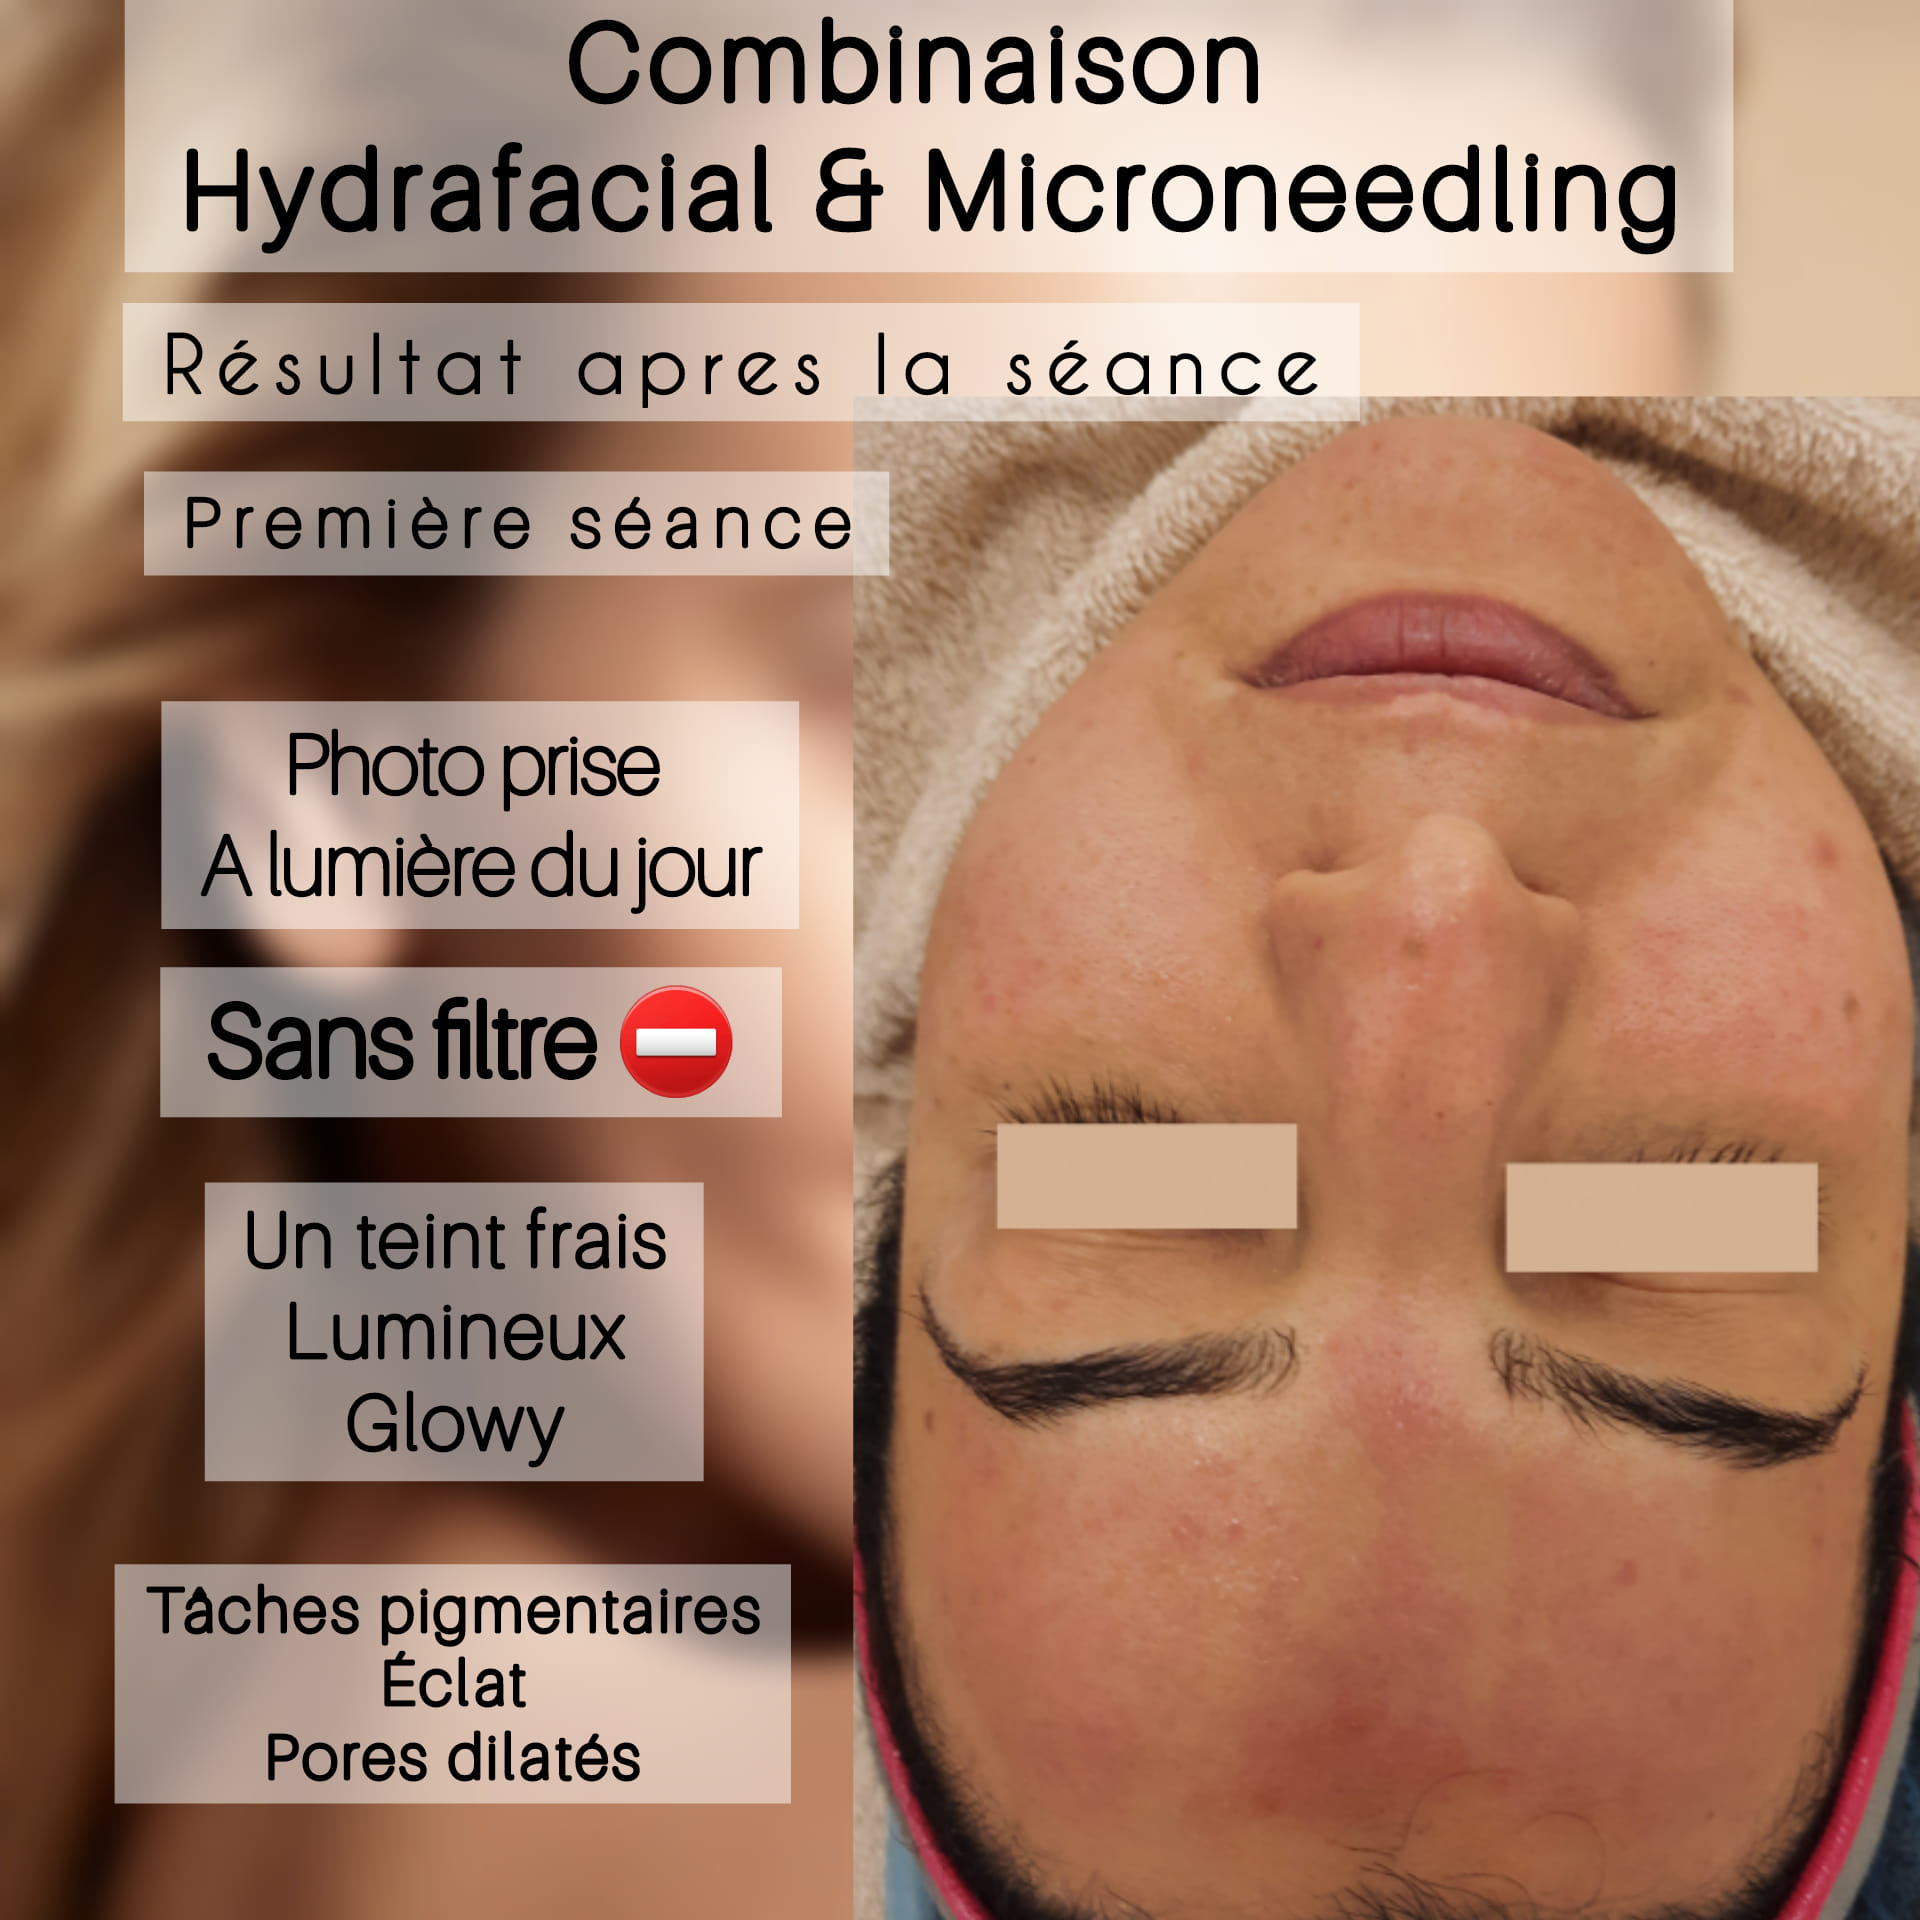 Combinaison
Hydrafacial & Microneedling
Résultat apres la séance
Première séance
Photo prise
A lumière du jour
Sans filtre ⛔
Un teint frais
Lumineux
Glowy
Tâches pigmentaires
Éclat
Pores dilatés